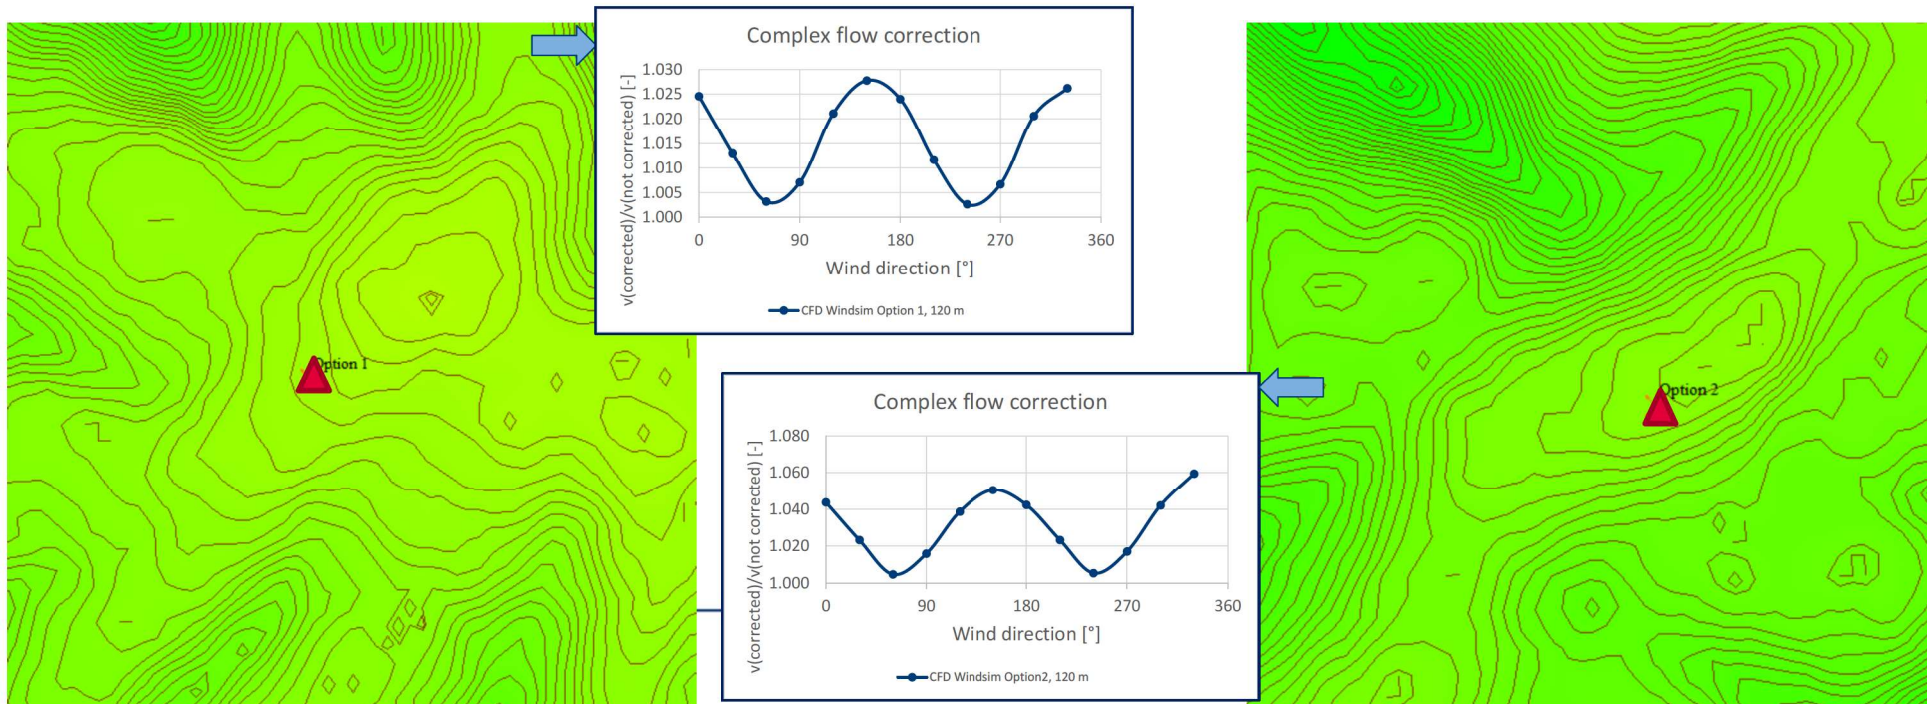 Complex flow correction
v(corrected)/v(not corrected) [-]
1.030
1.025
1.020
1.015
1.010
1.005
1.000
0 90 180 270 360
Wind direction [°]
CFD Windsim Option 1, 120 m
Option 1
Complex flow correction
v(corrected)/v(not corrected) [-]
1.080
1.060
1.040
1.020
1.000
0 90 180 270 360
Wind direction [°]
CFD Windsim Option2, 120 m
Option 2